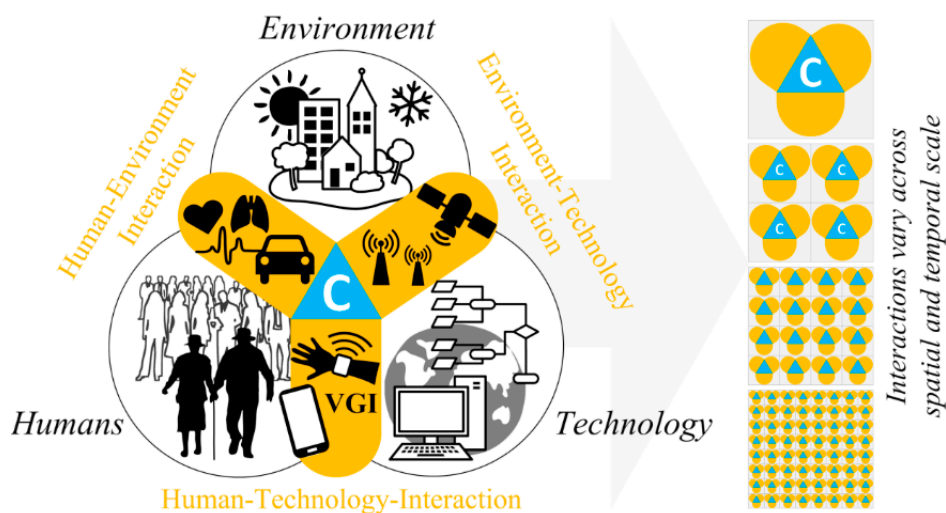 Environment
Human-Environment
Interaction
Environment-Technology
Interaction
C
VGI
Humans
Technology
Human-Technology-Interaction
C
C C
C C
Interactions vary across
spatial and temporal scale